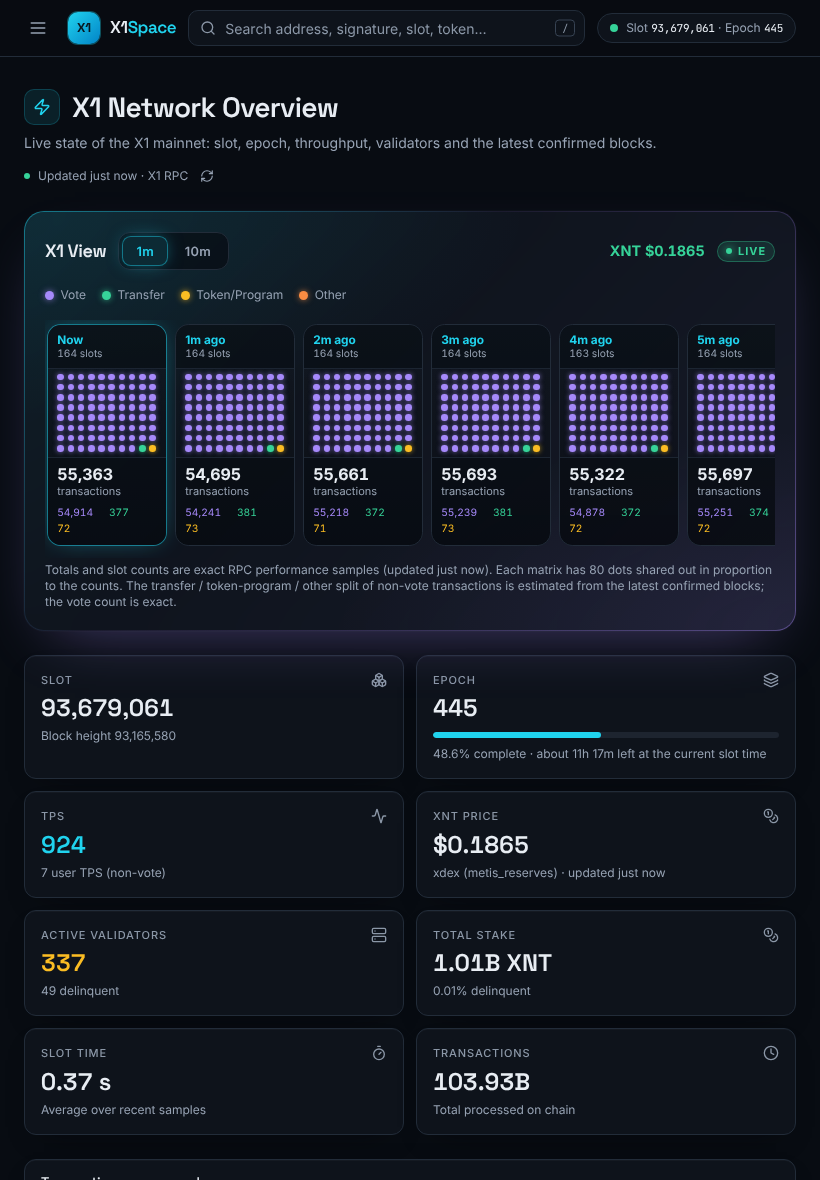 X1 X1Space Search address, signature, slot, token... / Slot 93,679,061 · Epoch 445
X1 Network Overview
Live state of the X1 mainnet: slot, epoch, throughput, validators and the latest confirmed blocks.
Updated just now · X1 RPC
X1 View 1m 10m XNT $0.1865 LIVE
Vote Transfer Token/Program Other
Now 1m ago 2m ago 3m ago 4m ago 5m ago
164 slots 164 slots 164 slots 164 slots 163 slots 164 slots
55,363 54,695 55,661 55,693 55,322 55,697
transactions transactions transactions transactions transactions transactions
54,914 377 54,241 381 55,218 372 55,239 381 54,878 372 55,251 374
72 73 71 72 72 72
Totals and slot counts are exact RPC performance samples (updated just now). Each matrix has 80 dots shared out in proportion
to the counts. The transfer / token-program / other split of non-vote transactions is estimated from the latest confirmed blocks;
the vote count is exact.
SLOT
93,679,061
Block height 93,165,580
EPOCH
445
48.6% complete · about 11h 17m left at the current slot time
TPS
924
7 user TPS (non-vote)
XNT PRICE
$0.1865
xdex (metis_reserves) · updated just now
ACTIVE VALIDATORS
337
49 delinquent
TOTAL STAKE
1.01B XNT
0.01% delinquent
SLOT TIME
0.37 s
Average over recent samples
TRANSACTIONS
103.93B
Total processed on chain